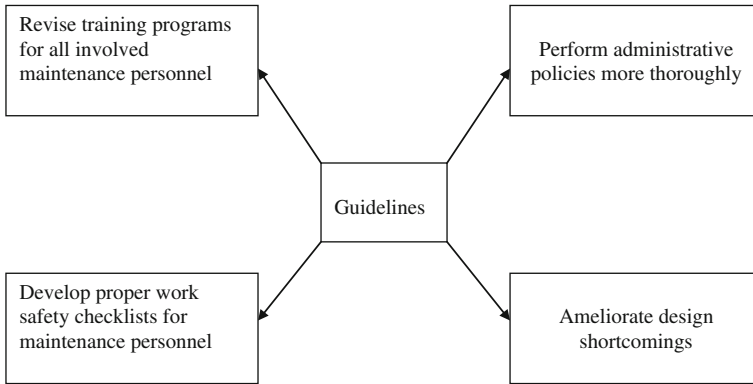 Revise training programs
for all involved
maintenance personnel
Perform administrative
policies more thoroughly
Guidelines
Develop proper work
safety checklists for
maintenance personnel
Ameliorate design
shortcomings